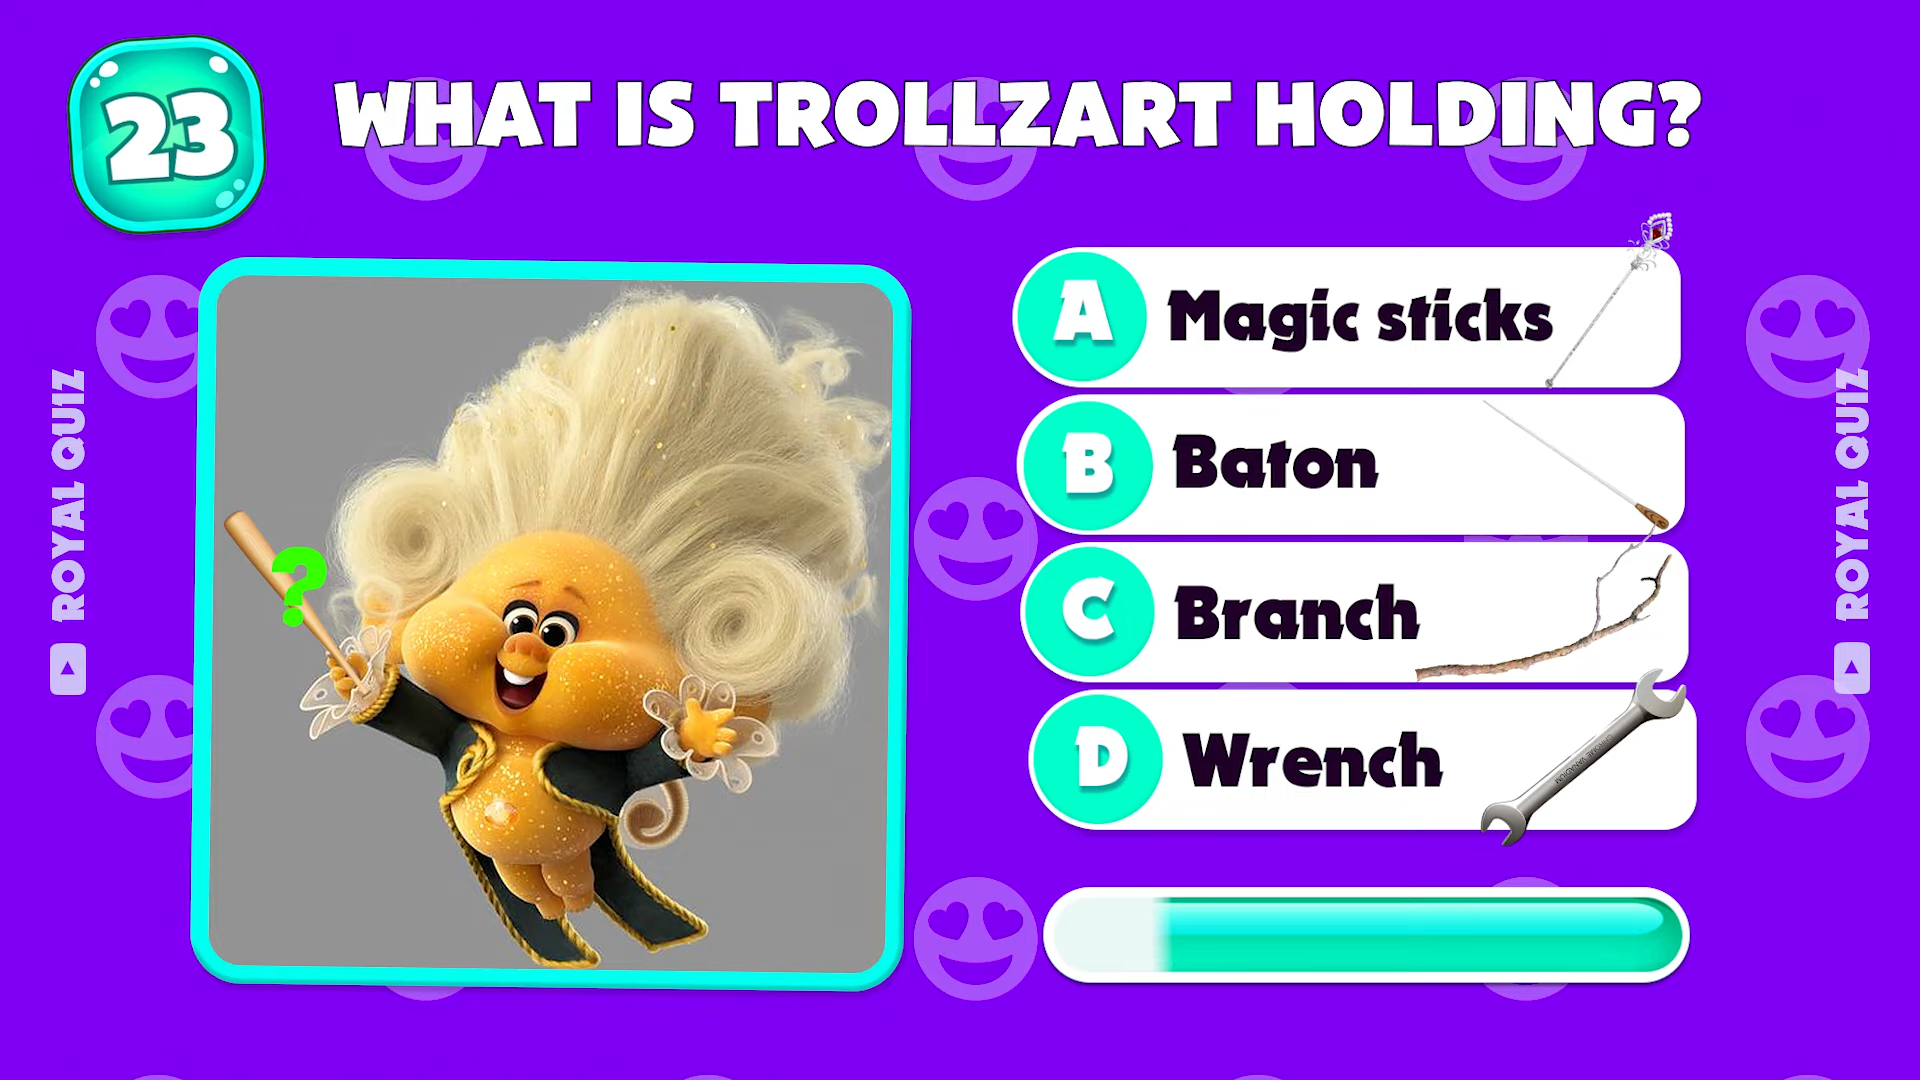 23
WHAT IS TROLLZART HOLDING?
A Magic sticks
B Baton
C Branch
D Wrench
?
ROYAL QUIZ
ROYAL QUIZ